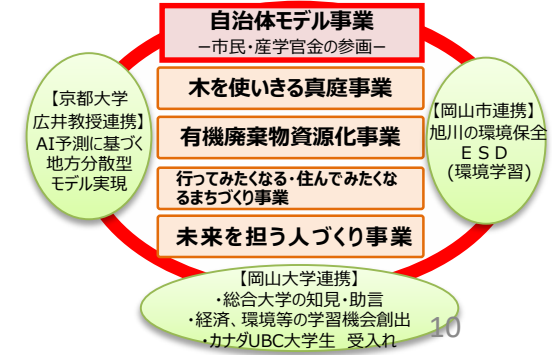 自治体モデル事業
－市民・産学官金の参画－
木を使いきる真庭事業
有機廃棄物資源化事業
行ってみたくなる・住んでみたくな
るまちづくり事業
未来を担う人づくり事業
【京都大学
広井教授連携】
AI予測に基づく
地方分散型
モデル実現
【岡山市連携】
旭川の環境保全
ＥＳＤ
(環境学習)
【岡山大学連携】
・総合大学の知見・助言
・経済、環境等の学習機会創出
・カナダUBC大学生　受入れ
10